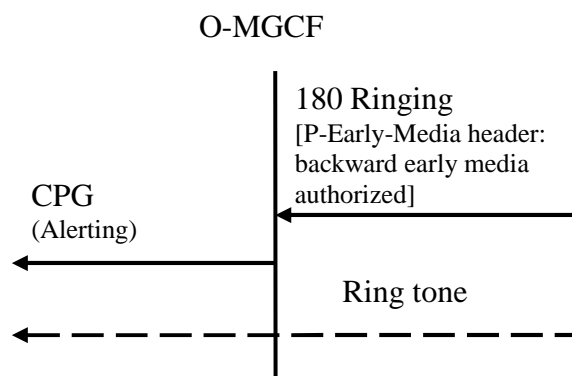 O-MGCF
180 Ringing
[P-Early-Media header:
backward early media
authorized]
CPG
(Alerting)
Ring tone